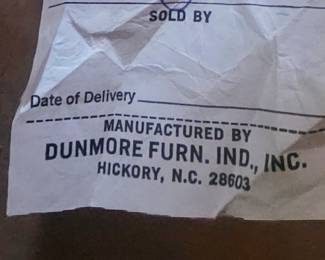 SOLD BY
Date of Delivery
MANUFACTURED BY
DUNMORE FURN. IND., INC.
HICKORY, N.C. 28603